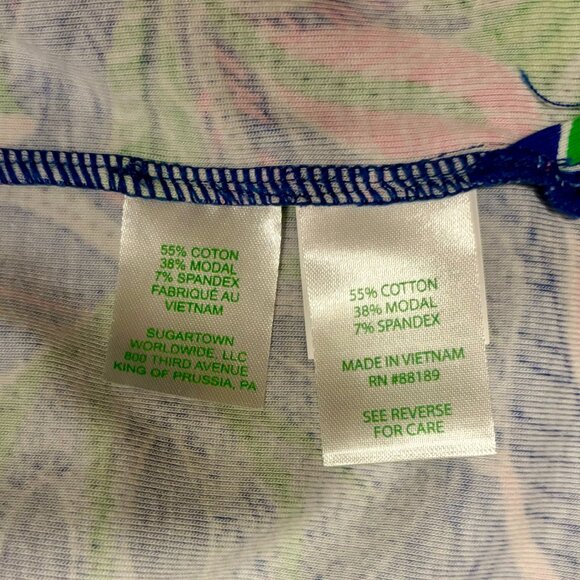 55% COTON
38% MODAL
7% SPANDEX
FABRIQUÉ AU
VIETNAM
SUGARTOWN
WORLDWIDE, LLC
800 THIRD AVENUE
KING OF PRUSSIA, PA
55% COTTON
38% MODAL
7% SPANDEX
MADE IN VIETNAM
RN #88189
SEE REVERSE
FOR CARE